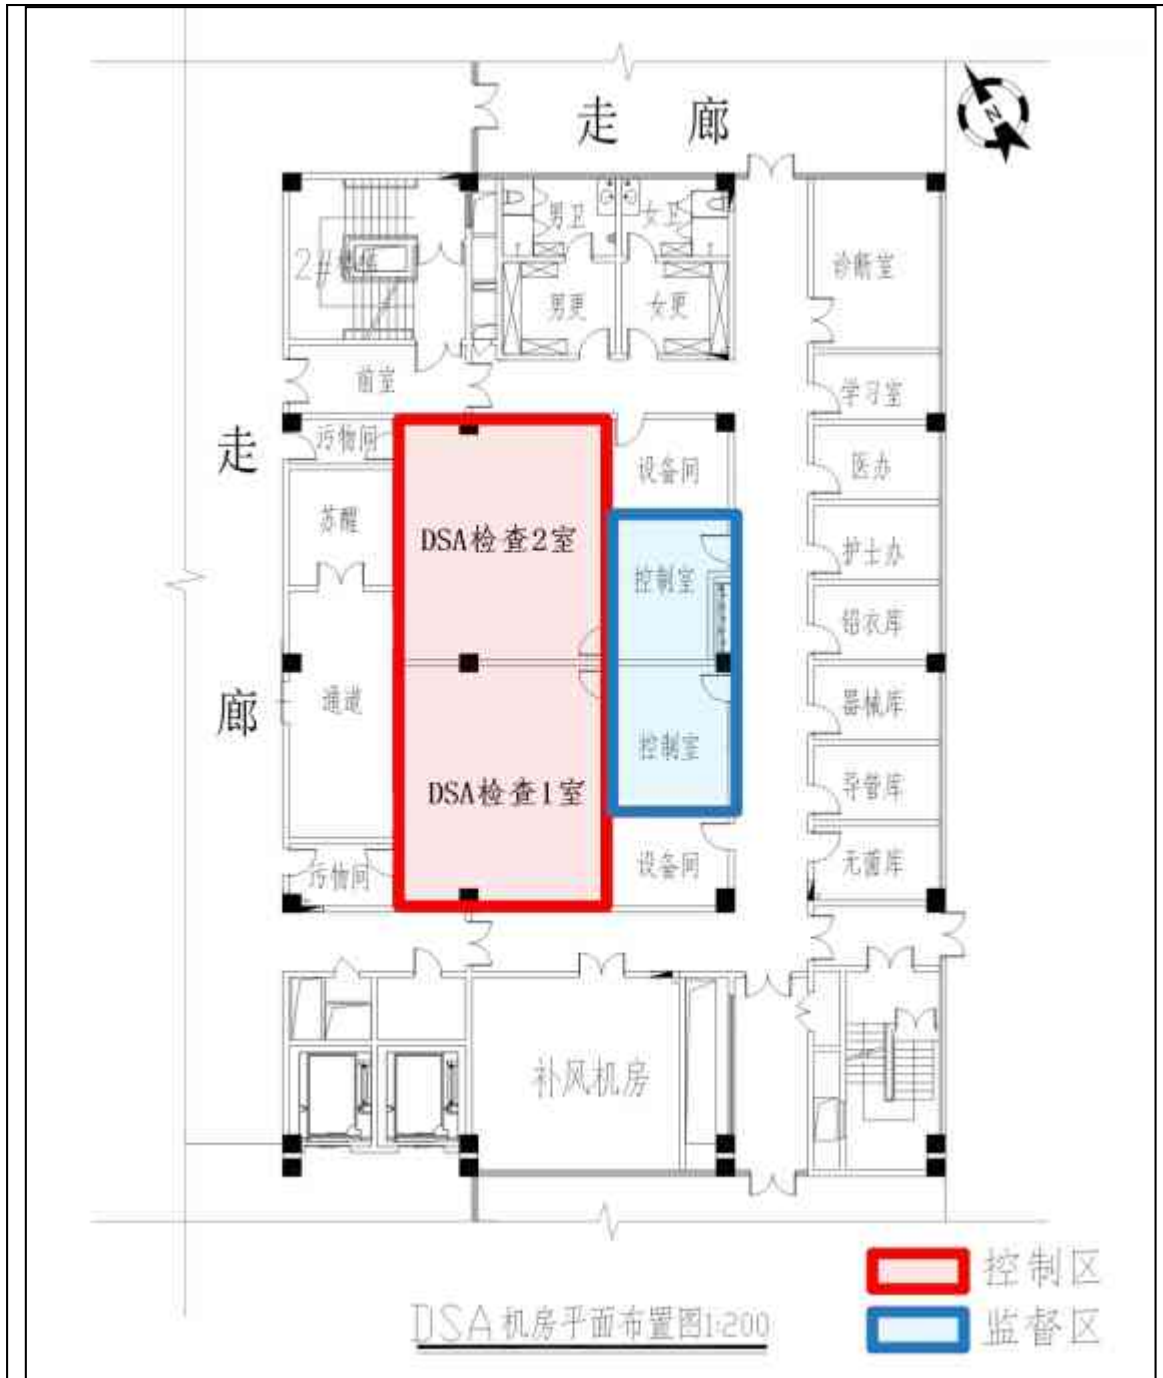 走 廊
N
男卫
女卫
2#楼梯
诊断室
男更
女更
前室
学习室
走
污物间
设备间
医办
苏醒
DSA检查2室
控制室
护士办
铅衣库
廊
通道
器械库
控制室
DSA检查1室
导管库
污物间
设备间
无菌库
补风机房
控制区
DSA机房平面布置图1:200
监督区